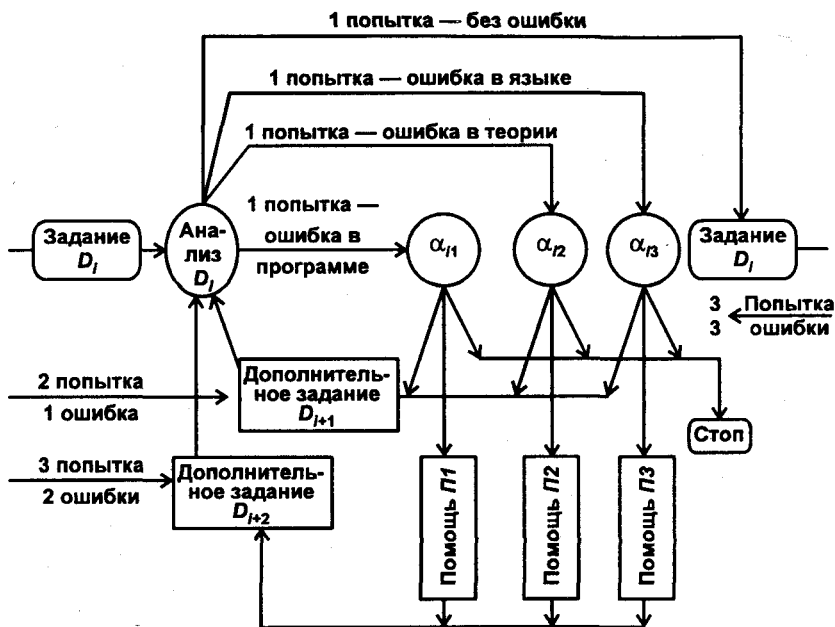 1 попытка — без ошибки
1 попытка — ошибка в языке
1 попытка — ошибка в теории
1 попытка —
ошибка в
программе
Задание
D_i
Ана-
лиз
D_i
α_i1
α_i2
α_i3
Задание
D_i
3 Попытка
3 ошибки
2 попытка
1 ошибка
Дополнитель-
ное задание
D_i+1
Стоп
3 попытка
2 ошибки
Дополнитель-
ное задание
D_i+2
Помощь П1
Помощь П2
Помощь П3